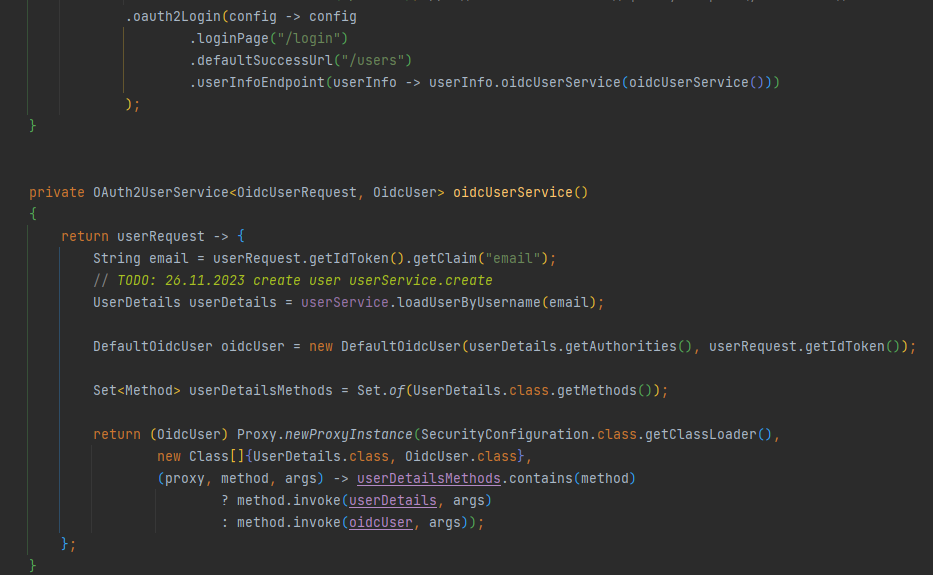 .oauth2Login(config -> config
.loginPage("/login")
.defaultSuccessUrl("/users")
.userInfoEndpoint(userInfo -> userInfo.oidcUserService(oidcUserService()))
);
}
private OAuth2UserService<OidcUserRequest, OidcUser> oidcUserService()
{
return userRequest -> {
String email = userRequest.getIdToken().getClaim("email");
// TODO: 26.11.2023 create user userService.create
UserDetails userDetails = userService.loadUserByUsername(email);
DefaultOidcUser oidcUser = new DefaultOidcUser(userDetails.getAuthorities(), userRequest.getIdToken());
Set<Method> userDetailsMethods = Set.of(UserDetails.class.getMethods());
return (OidcUser) Proxy.newProxyInstance(SecurityConfiguration.class.getClassLoader(),
new Class[]{UserDetails.class, OidcUser.class},
(proxy, method, args) -> userDetailsMethods.contains(method)
? method.invoke(userDetails, args)
: method.invoke(oidcUser, args));
};
}